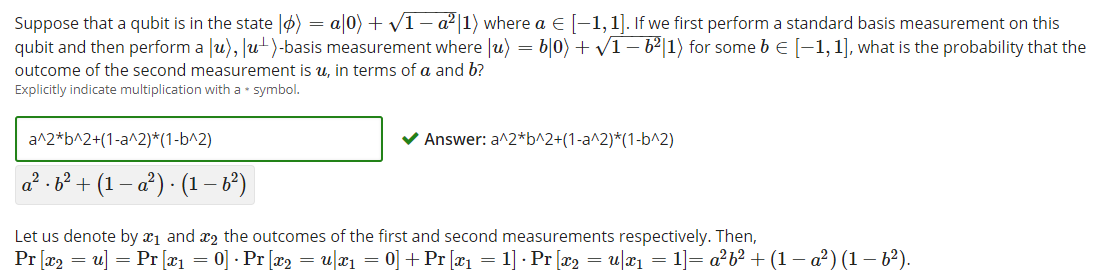 Suppose that a qubit is in the state |ϕ⟩ = a|0⟩ + √(1 − a²)|1⟩ where a ∈ [−1, 1]. If we first perform a standard basis measurement on this
qubit and then perform a |u⟩, |u^⊥⟩-basis measurement where |u⟩ = b|0⟩ + √(1 − b²)|1⟩ for some b ∈ [−1, 1], what is the probability that the
outcome of the second measurement is u, in terms of a and b?
Explicitly indicate multiplication with a * symbol.
a^2*b^2+(1-a^2)*(1-b^2)
✔ Answer: a^2*b^2+(1-a^2)*(1-b^2)
a² · b² + (1 − a²) · (1 − b²)
Let us denote by x₁ and x₂ the outcomes of the first and second measurements respectively. Then,
Pr [x₂ = u] = Pr [x₁ = 0] · Pr [x₂ = u|x₁ = 0] + Pr [x₁ = 1] · Pr [x₂ = u|x₁ = 1]= a²b² + (1 − a²) (1 − b²).